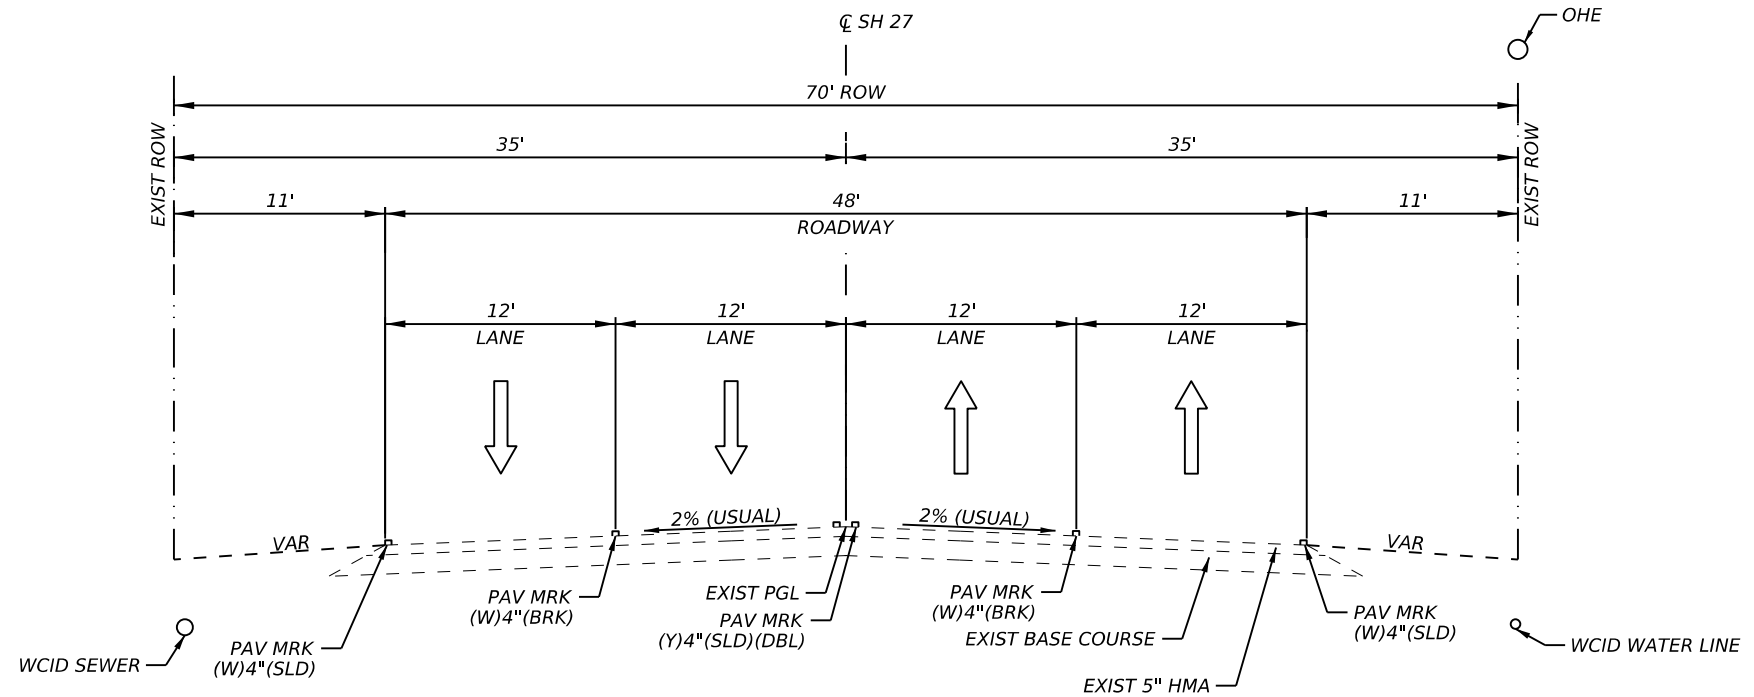 ℄ SH 27
OHE
70' ROW
EXIST ROW
EXIST ROW
35'
35'
11'
48'
11'
ROADWAY
12'
12'
12'
12'
LANE
LANE
LANE
LANE
2% (USUAL)
2% (USUAL)
VAR
VAR
PAV MRK
(W)4"(BRK)
EXIST PGL
PAV MRK
(W)4"(BRK)
PAV MRK
(Y)4"(SLD)(DBL)
PAV MRK
(W)4"(SLD)
EXIST BASE COURSE
WCID WATER LINE
PAV MRK
(W)4"(SLD)
WCID SEWER
EXIST 5" HMA